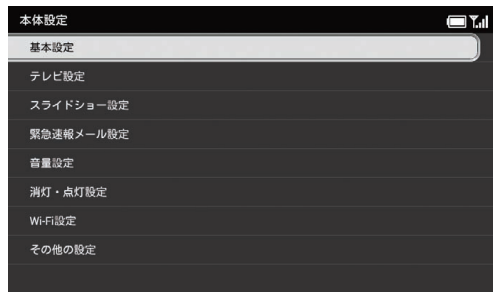 本体設定
基本設定
テレビ設定
スライドショー設定
緊急速報メール設定
音量設定
消灯・点灯設定
Wi-Fi設定
その他の設定